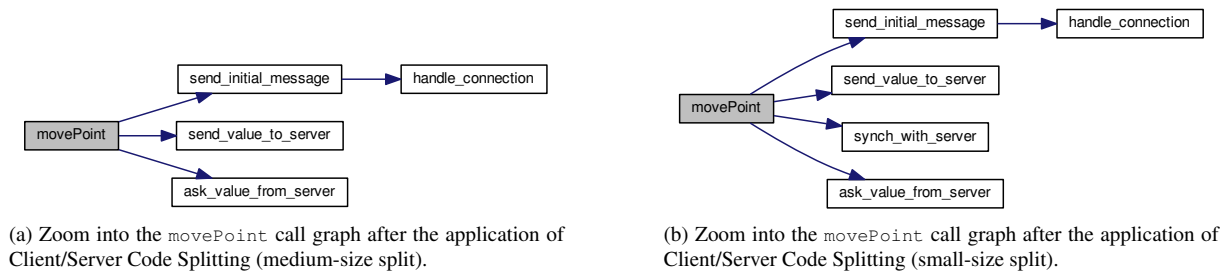 movePoint
send_initial_message
handle_connection
send_value_to_server
ask_value_from_server
(a) Zoom into the movePoint call graph after the application of
Client/Server Code Splitting (medium-size split).
movePoint
send_initial_message
handle_connection
send_value_to_server
synch_with_server
ask_value_from_server
(b) Zoom into the movePoint call graph after the application of
Client/Server Code Splitting (small-size split).